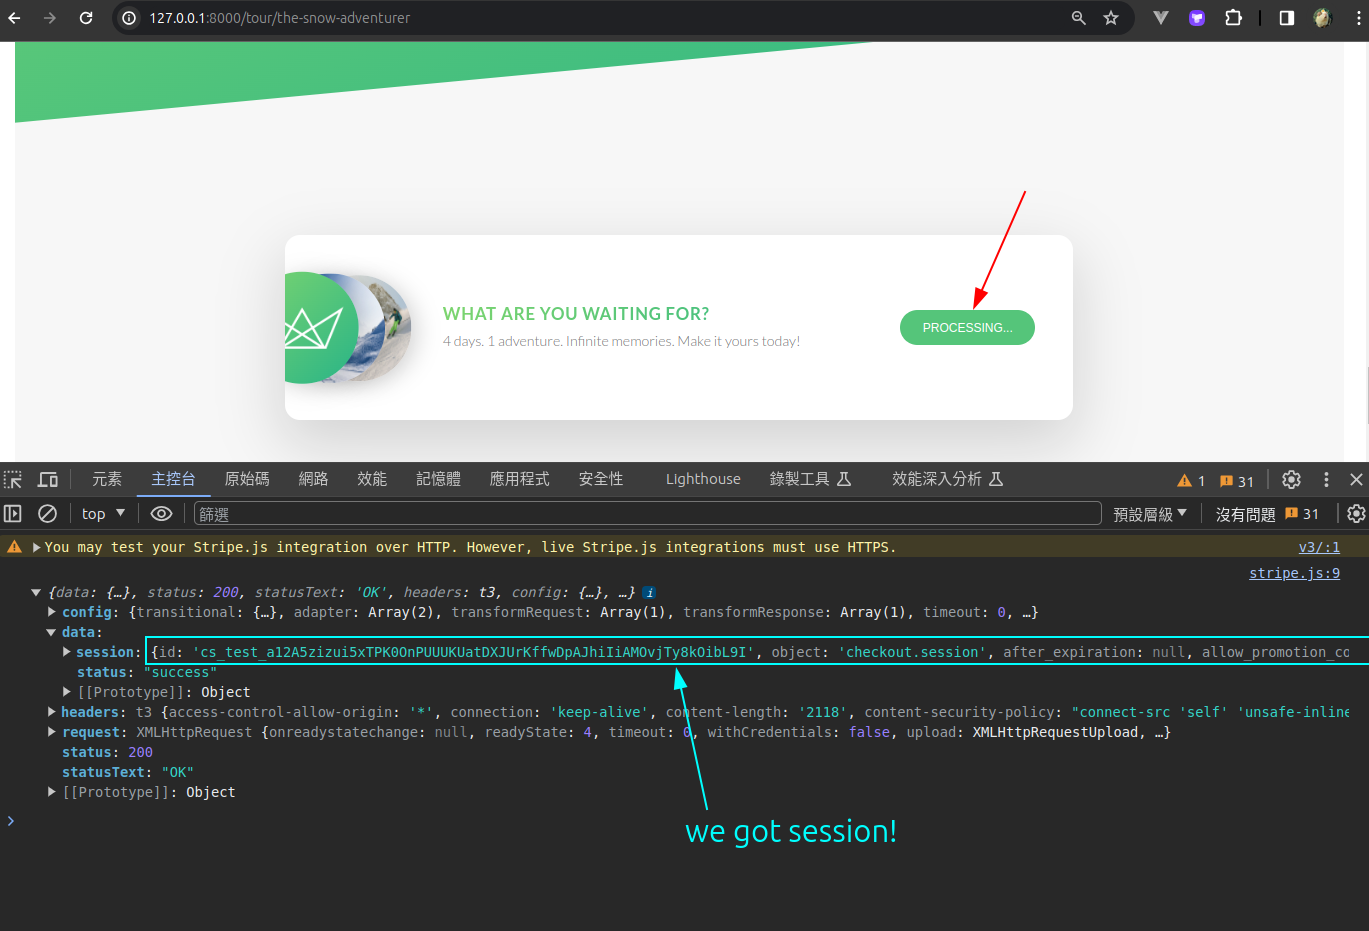 127.0.0.1:8000/tour/the-snow-adventurer
WHAT ARE YOU WAITING FOR?
4 days. 1 adventure. Infinite memories. Make it yours today!
PROCESSING...
元素 主控台 原始碼 網路 效能 記憶體 應用程式 安全性 Lighthouse 錄製工具 效能深入分析 1 31
top 篩選 預設層級 沒有問題 31
You may test your Stripe.js integration over HTTP. However, live Stripe.js integrations must use HTTPS. v3/:1
stripe.js:9
{data: {…}, status: 200, statusText: 'OK', headers: t3, config: {…}, …} i
config: {transitional: {…}, adapter: Array(2), transformRequest: Array(1), transformResponse: Array(1), timeout: 0, …}
data:
session: {id: 'cs_test_a12A5zizui5xTPK0OnPUUUKUatDXJUrKffwDpAJhiIiAMOvjTy8kOibL9I', object: 'checkout.session', after_expiration: null, allow_promotion_co
status: "success"
[[Prototype]]: Object
headers: t3 {access-control-allow-origin: '*', connection: 'keep-alive', content-length: '2118', content-security-policy: "connect-src 'self' 'unsafe-inline
request: XMLHttpRequest {onreadystatechange: null, readyState: 4, timeout: 0, withCredentials: false, upload: XMLHttpRequestUpload, …}
status: 200
statusText: "OK"
[[Prototype]]: Object
we got session!